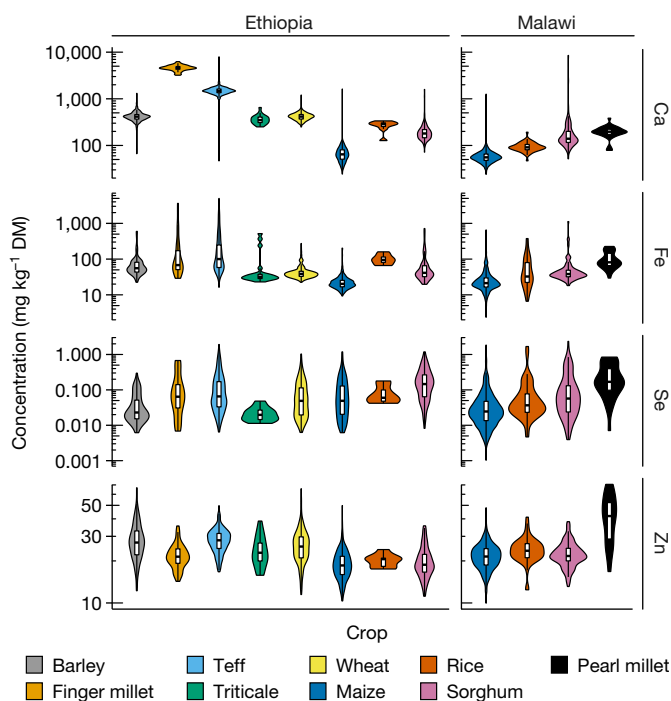 Ethiopia Malawi
10,000
1,000
100
Ca
1,000
100
10
Fe
Concentration (mg kg⁻¹ DM)
1.000
0.100
0.010
0.001
Se
50
30
10
Zn
Crop
Barley Teff Wheat Rice Pearl millet
Finger millet Triticale Maize Sorghum